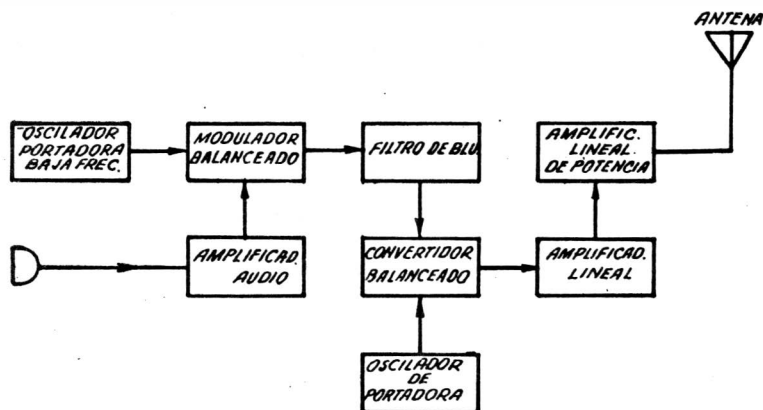 ANTENA
OSCILADOR
PORTADORA
BAJA FREC.
MODULADOR
BALANCEADO
FILTRO DE BLU.
AMPLIFIC.
LINEAL
DE POTENCIA
AMPLIFICAD.
AUDIO
CONVERTIDOR
BALANCEADO
AMPLIFICAD.
LINEAL
OSCILADOR
DE
PORTADORA